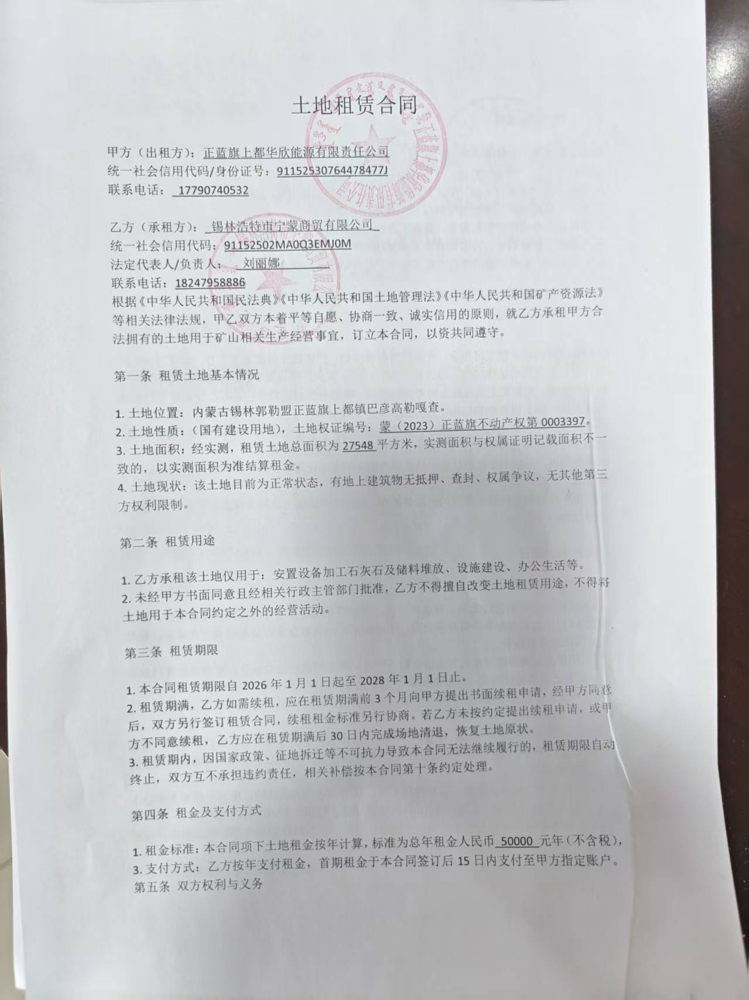 土地租赁合同
甲方（出租方）：正蓝旗上都华欣能源有限责任公司
统一社会信用代码/身份证号：91152530764478477J
联系电话：17790740532
乙方（承租方）：锡林浩特市宁蒙商贸有限公司
统一社会信用代码：91152502MA0Q3EMJ0M
法定代表人/负责人：刘丽娜
联系电话：18247958886
根据《中华人民共和国民法典》《中华人民共和国土地管理法》《中华人民共和国矿产资源法》
等相关法律法规，甲乙双方本着平等自愿、协商一致、诚实信用的原则，就乙方承租甲方合
法拥有的土地用于矿山相关生产经营事宜，订立本合同，以资共同遵守。
第一条 租赁土地基本情况
1. 土地位置：内蒙古锡林郭勒盟正蓝旗上都镇巴彦高勒嘎查。
2. 土地性质：（国有建设用地），土地权证编号：蒙（2023）正蓝旗不动产权第 0003397。
3. 土地面积：经实测，租赁土地总面积为 27548 平方米，实测面积与权属证明记载面积不一
致的，以实测面积为准结算租金。
4. 土地现状：该土地目前为正常状态，有地上建筑物无抵押、查封、权属争议，无其他第三
方权利限制。
第二条 租赁用途
1. 乙方承租该土地仅用于：安置设备加工石灰石及储料堆放、设施建设、办公生活等。
2. 未经甲方书面同意且经相关行政主管部门批准，乙方不得擅自改变土地租赁用途，不得将
土地用于本合同约定之外的经营活动。
第三条 租赁期限
1. 本合同租赁期限自 2026 年 1 月 1 日起至 2028 年 1 月 1 日止。
2. 租赁期满，乙方如需续租，应在租赁期满前 3 个月向甲方提出书面续租申请，经甲方同意
后，双方另行签订租赁合同，续租租金标准另行协商。若乙方未按约定提出续租申请，或甲
方不同意续租，乙方应在租赁期满后 30 日内完成场地清退，恢复土地原状。
3. 租赁期内，因国家政策、征地拆迁等不可抗力导致本合同无法继续履行的，租赁期限自动
终止，双方互不承担违约责任，相关补偿按本合同第十条约定处理。
第四条 租金及支付方式
1. 租金标准：本合同项下土地租金按年计算，标准为总年租金人民币 50000 元年（不含税），
3. 支付方式：乙方按年支付租金，首期租金于本合同签订后 15 日内支付至甲方指定账户。
第五条 双方权利与义务
正蓝旗上都华欣能源有限责任公司